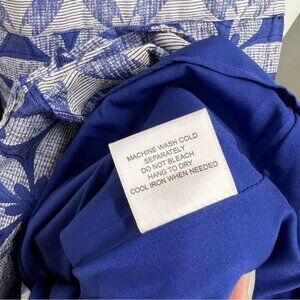 MACHINE WASH COLD
SEPARATELY
DO NOT BLEACH
HANG TO DRY
COOL IRON WHEN NEEDED